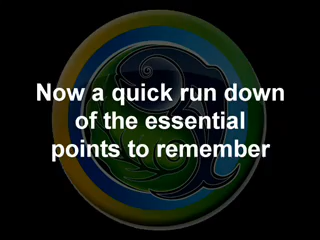 Now a quick run down
of the essential
points to remember